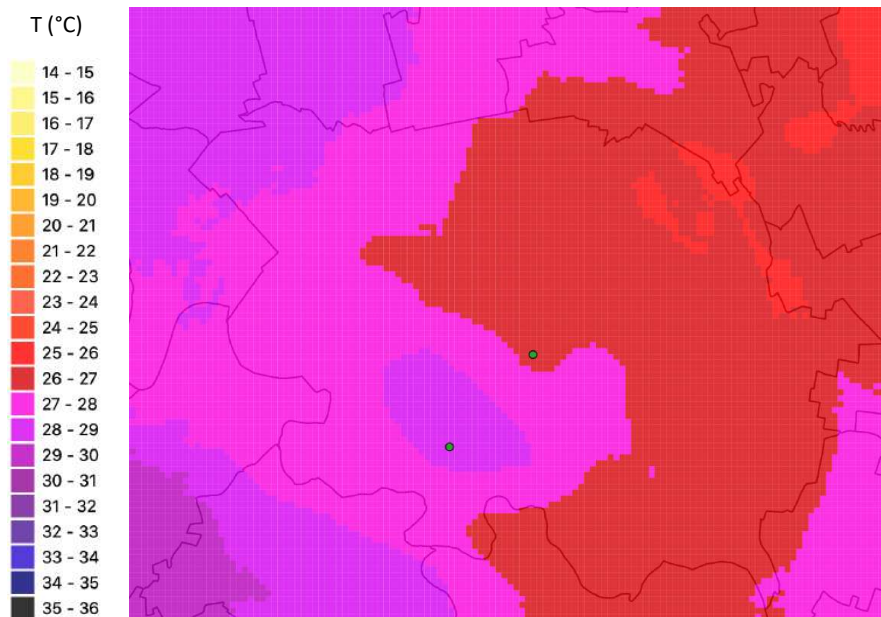 T (°C)
14 - 15
15 - 16
16 - 17
17 - 18
18 - 19
19 - 20
20 - 21
21 - 22
22 - 23
23 - 24
24 - 25
25 - 26
26 - 27
27 - 28
28 - 29
29 - 30
30 - 31
31 - 32
32 - 33
33 - 34
34 - 35
35 - 36